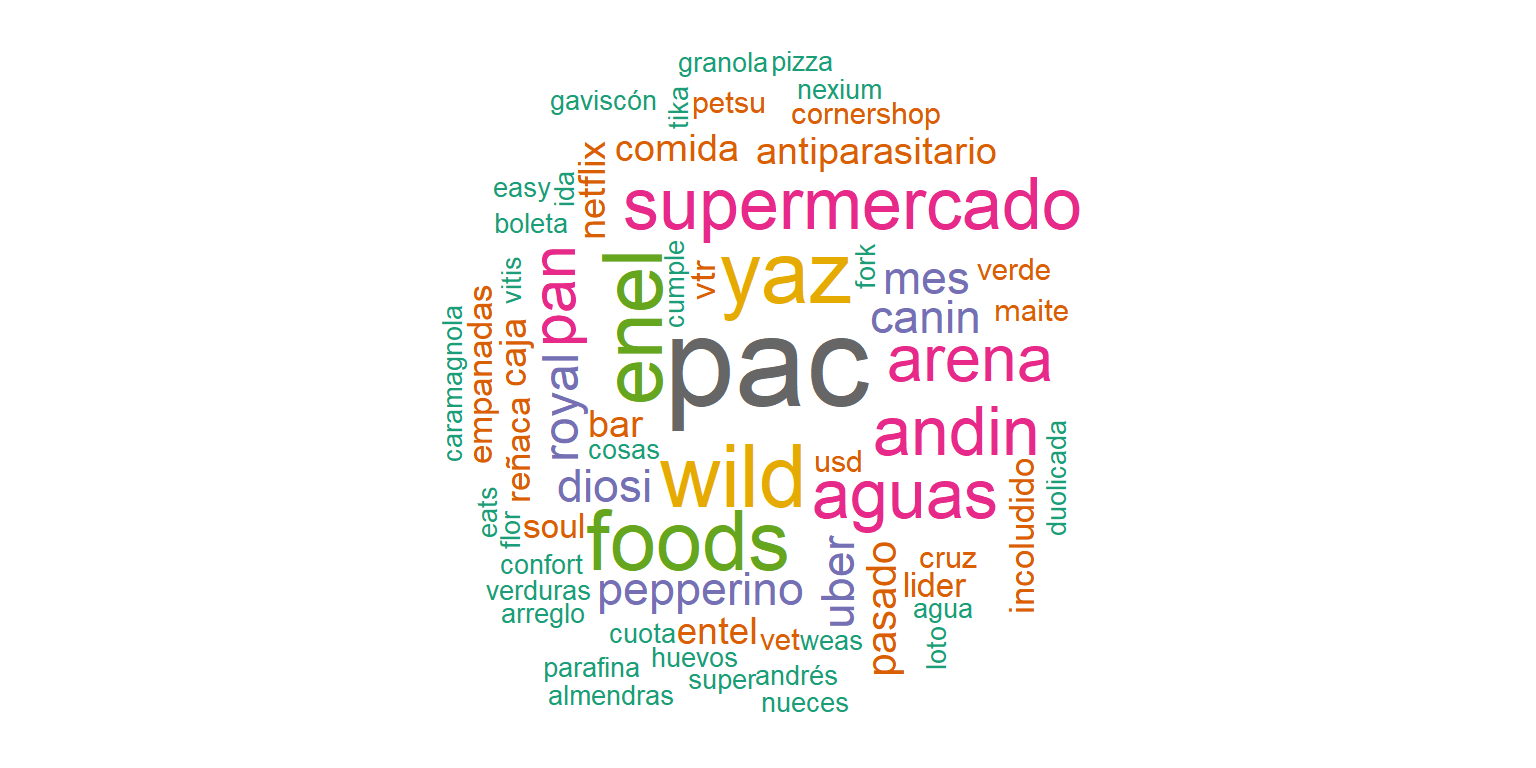 granola
pizza
nexium
gaviscón
tika
petsu
cornershop
comida
antiparasitario
netflix
easy
ida
supermercado
boleta
enel
cumple
vtr
yaz
fork
mes
verde
vitis
pan
canin
maite
caramagnola
empanadas
caja
royal
pac
arena
reñaca
bar
cosas
andin
wild
usd
duolicada
diosi
aguas
incoludido
eats
flor
soul
foods
confort
verduras
pepperino
uber
pasado
cruz
lider
arreglo
agua
cuota
entel
vet
weas
loto
parafina
huevos
super
andrés
almendras
nueces